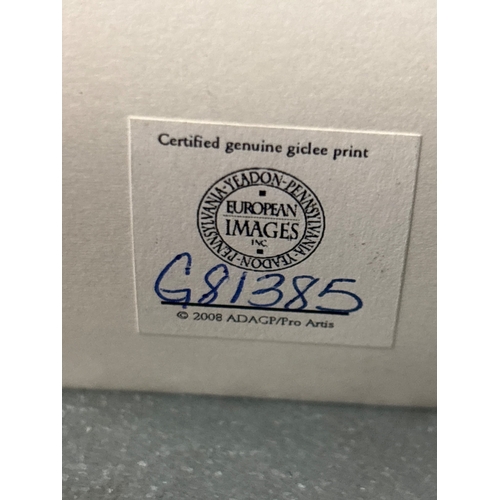 Certified genuine giclee print
YEADON-PENNSYLVANIA-YEADON-PENNSYLVANIA-
EUROPEAN
IMAGES
INC.
G81385
© 2008 ADAGP/Pro Artis